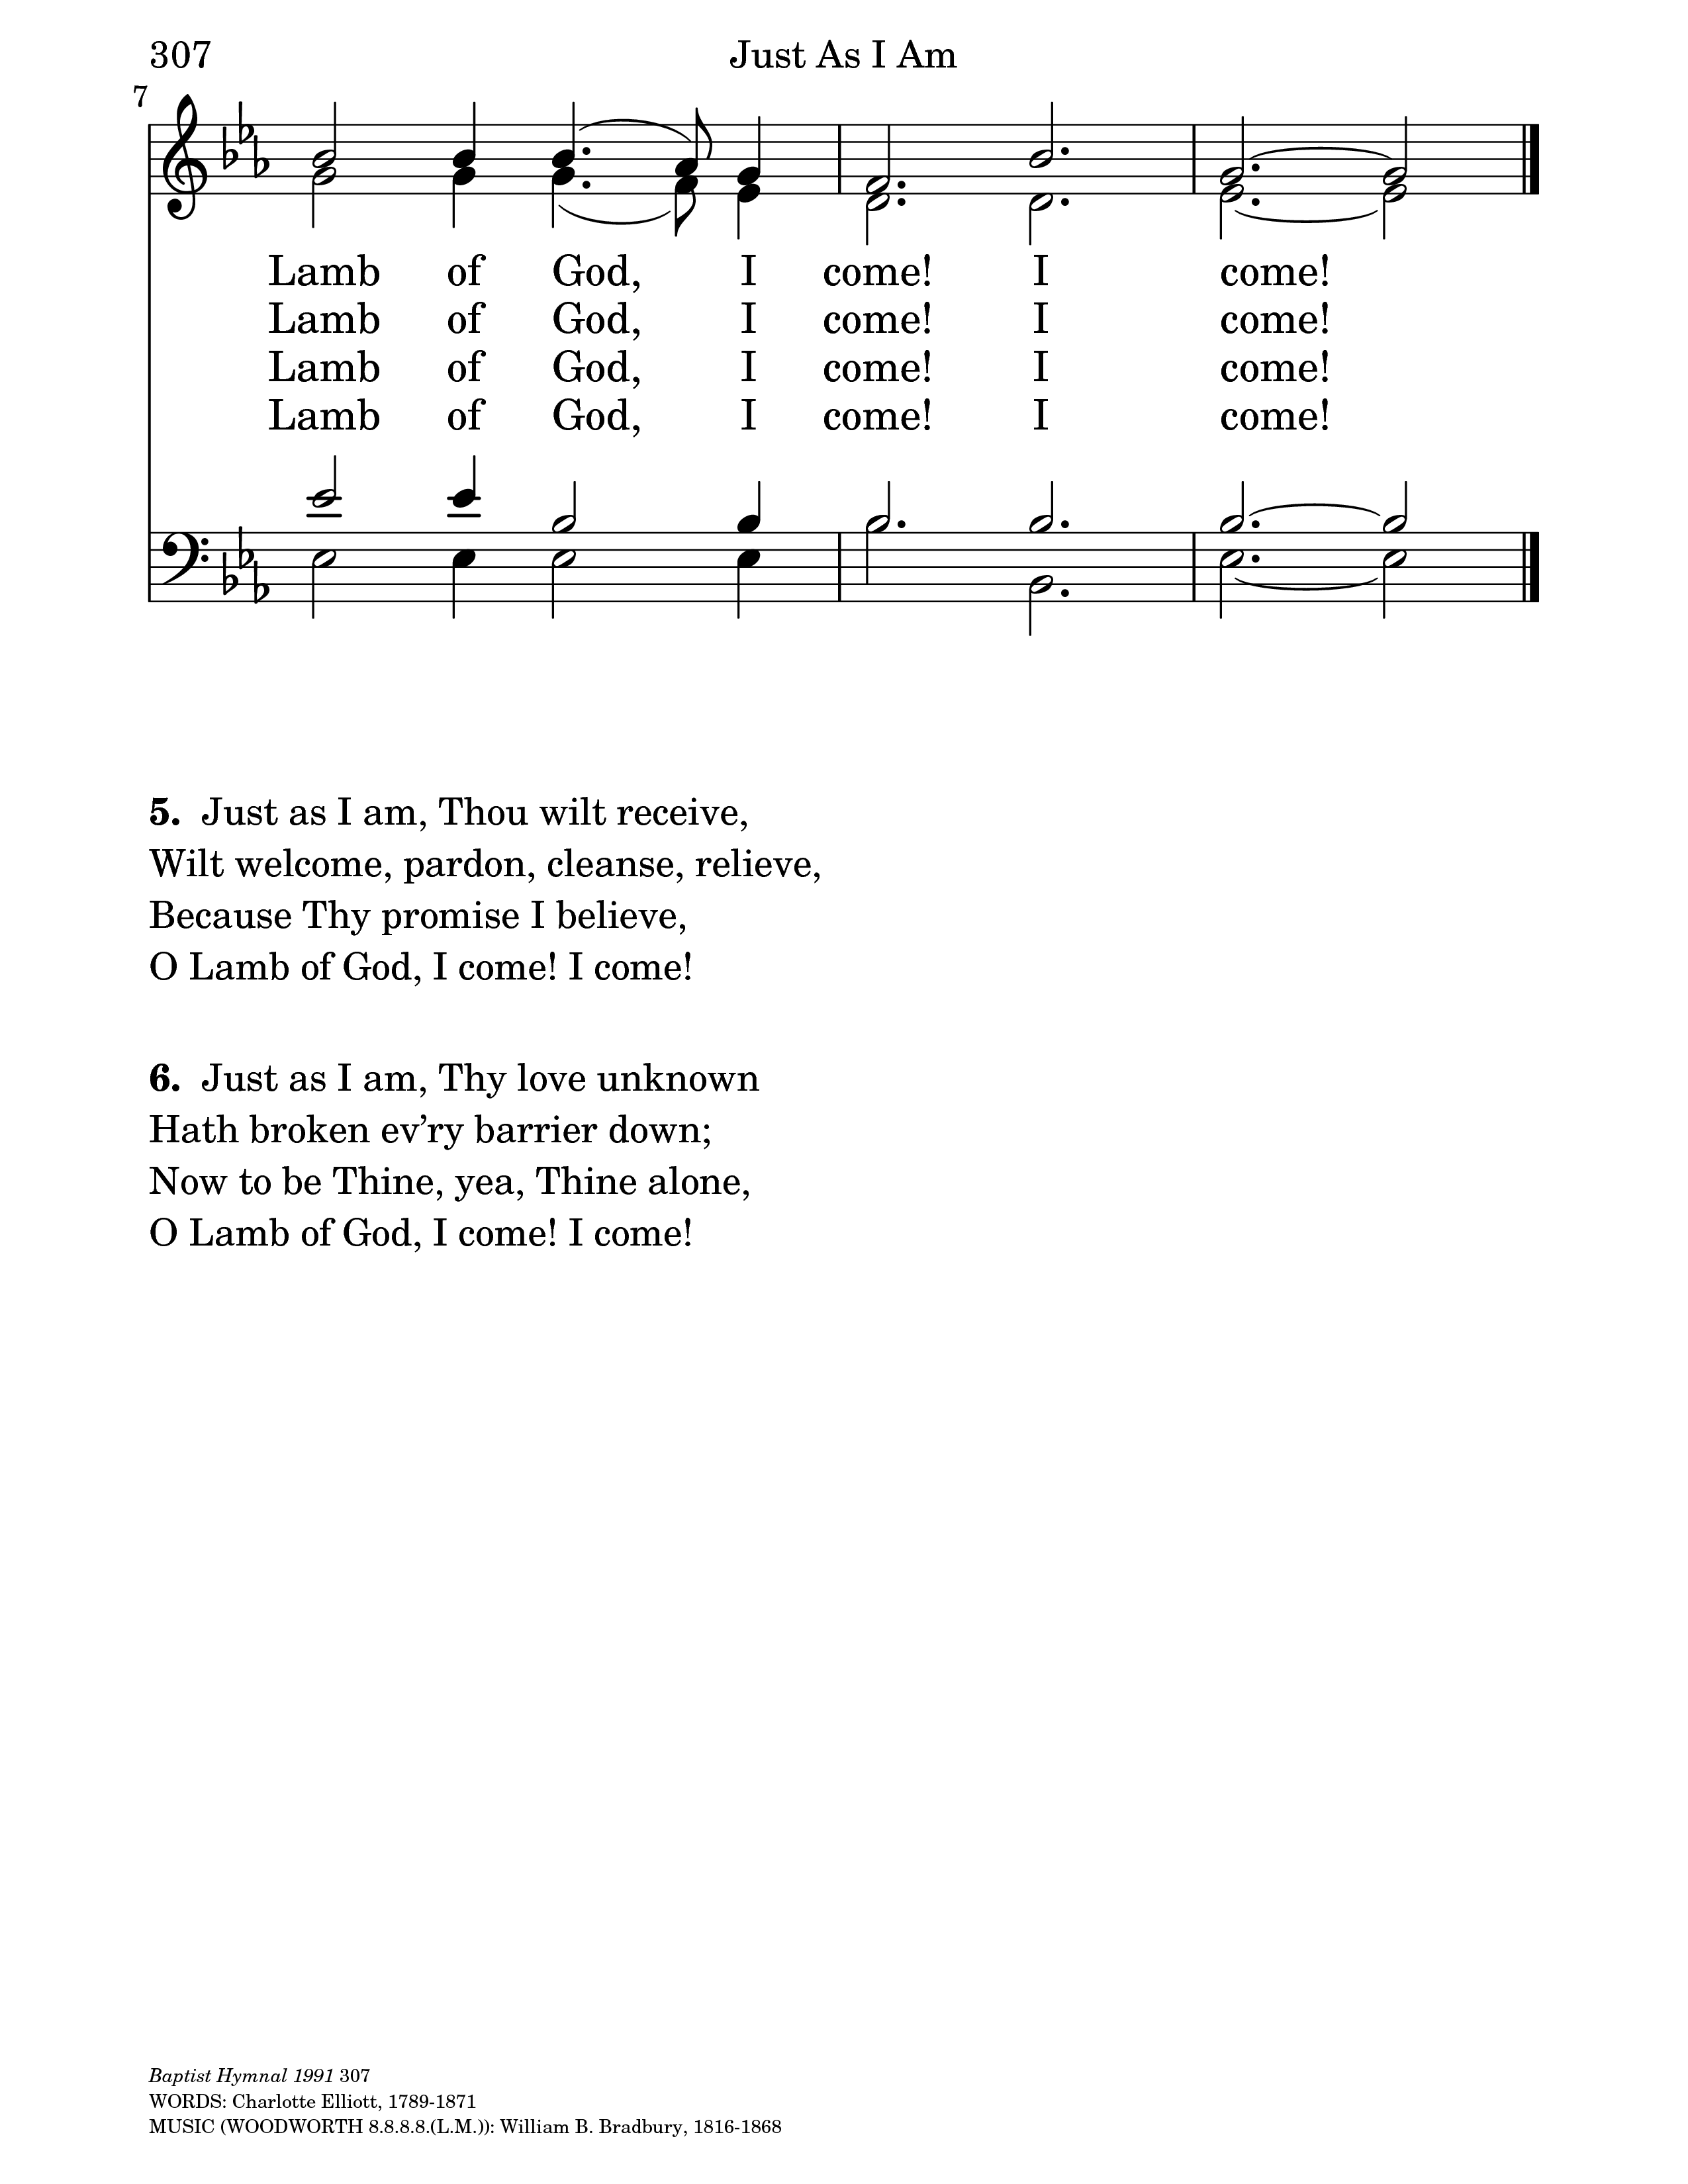 307 Just As I Am
7
Lamb of God, I come! I come!
Lamb of God, I come! I come!
Lamb of God, I come! I come!
Lamb of God, I come! I come!
5. Just as I am, Thou wilt receive,
Wilt welcome, pardon, cleanse, relieve,
Because Thy promise I believe,
O Lamb of God, I come! I come!
6. Just as I am, Thy love unknown
Hath broken ev’ry barrier down;
Now to be Thine, yea, Thine alone,
O Lamb of God, I come! I come!
Baptist Hymnal 1991 307
WORDS: Charlotte Elliott, 1789-1871
MUSIC (WOODWORTH 8.8.8.8.(L.M.)): William B. Bradbury, 1816-1868